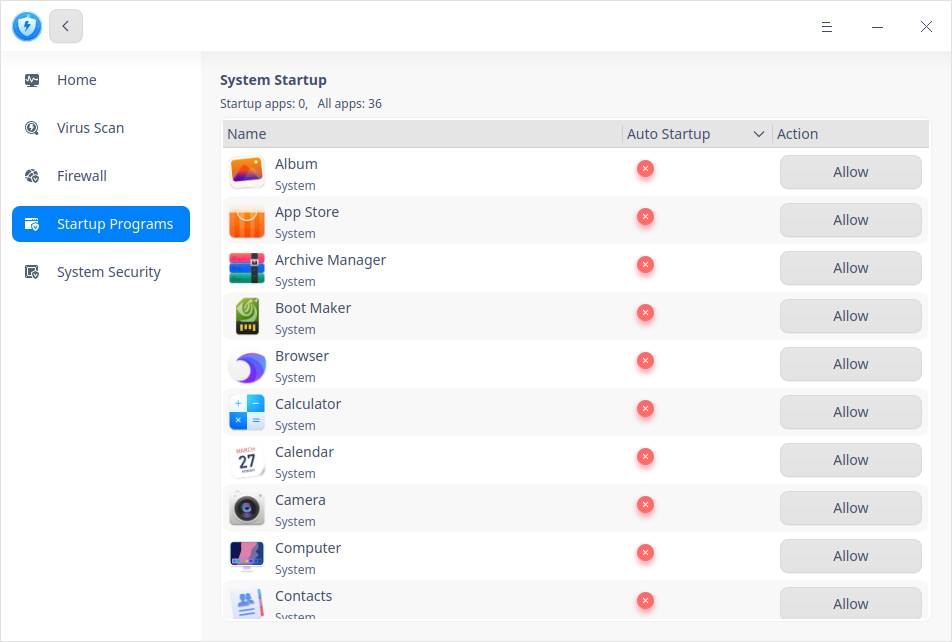 Home
Virus Scan
Firewall
Startup Programs
System Security
System Startup
Startup apps: 0, All apps: 36
Name Auto Startup Action
Album
System
Allow
App Store
System
Allow
Archive Manager
System
Allow
Boot Maker
System
Allow
Browser
System
Allow
Calculator
System
Allow
MARCH
27
Calendar
System
Allow
Camera
System
Allow
Computer
System
Allow
Contacts
System
Allow